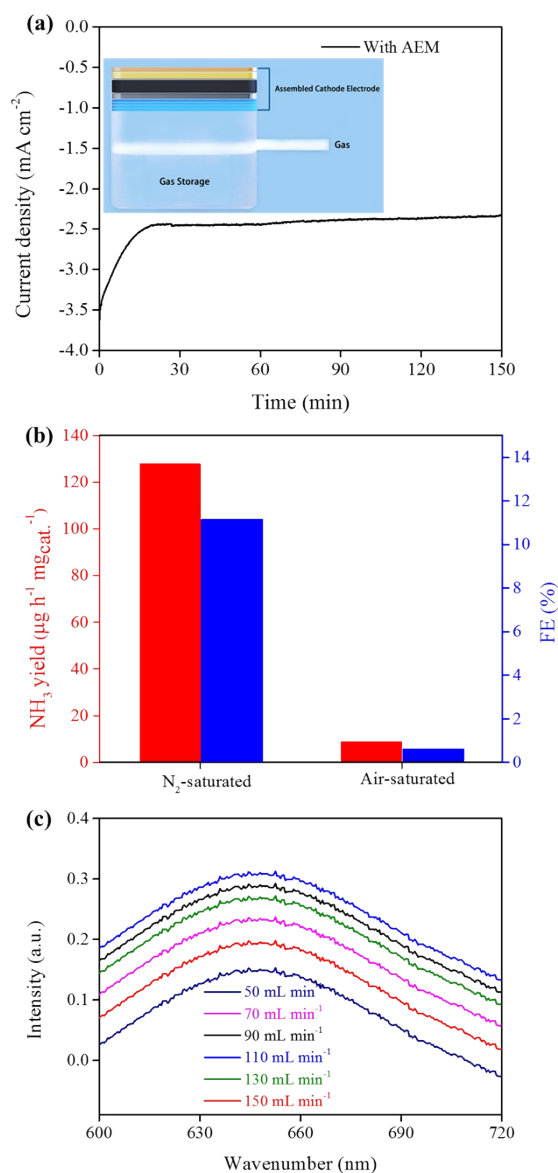 (a)
With AEM
Assembled Cathode Electrode
Gas
Gas Storage
0.0
-0.5
-1.0
-1.5
-2.0
-2.5
-3.0
-3.5
-4.0
Current density (mA cm⁻²)
0 30 60 90 120 150
Time (min)
(b)
140
120
100
80
60
40
20
0
NH₃ yield (μg h⁻¹ mgcat.⁻¹)
14
12
10
8
6
4
2
0
FE (%)
N₂-saturated Air-saturated
(c)
0.4
0.3
0.2
0.1
0.0
Intensity (a.u.)
50 mL min⁻¹
70 mL min⁻¹
90 mL min⁻¹
110 mL min⁻¹
130 mL min⁻¹
150 mL min⁻¹
600 630 660 690 720
Wavenumber (nm)